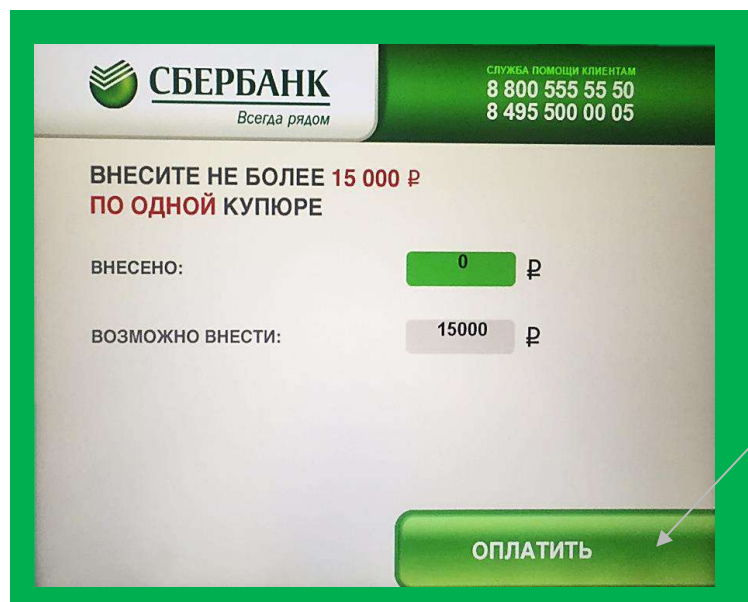 СБЕРБАНК
Всегда рядом
СЛУЖБА ПОМОЩИ КЛИЕНТАМ
8 800 555 55 50
8 495 500 00 05
ВНЕСИТЕ НЕ БОЛЕЕ 15 000 ₽
ПО ОДНОЙ КУПЮРЕ
ВНЕСЕНО: 0 ₽
ВОЗМОЖНО ВНЕСТИ: 15000 ₽
ОПЛАТИТЬ